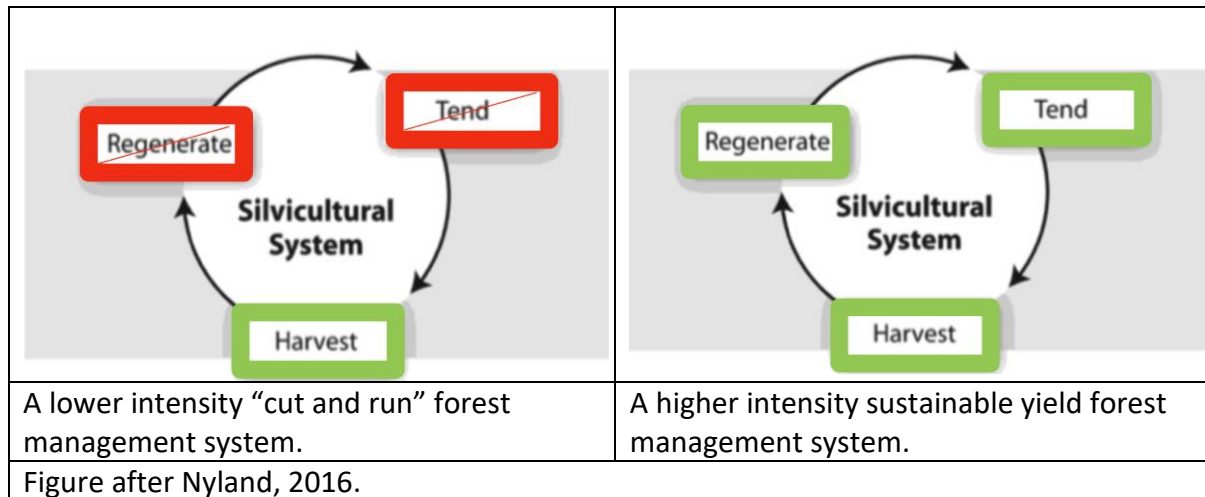 Regenerate
Tend
Silvicultural
System
Harvest
A lower intensity “cut and run” forest
management system.
Regenerate
Tend
Silvicultural
System
Harvest
A higher intensity sustainable yield forest
management system.
Figure after Nyland, 2016.